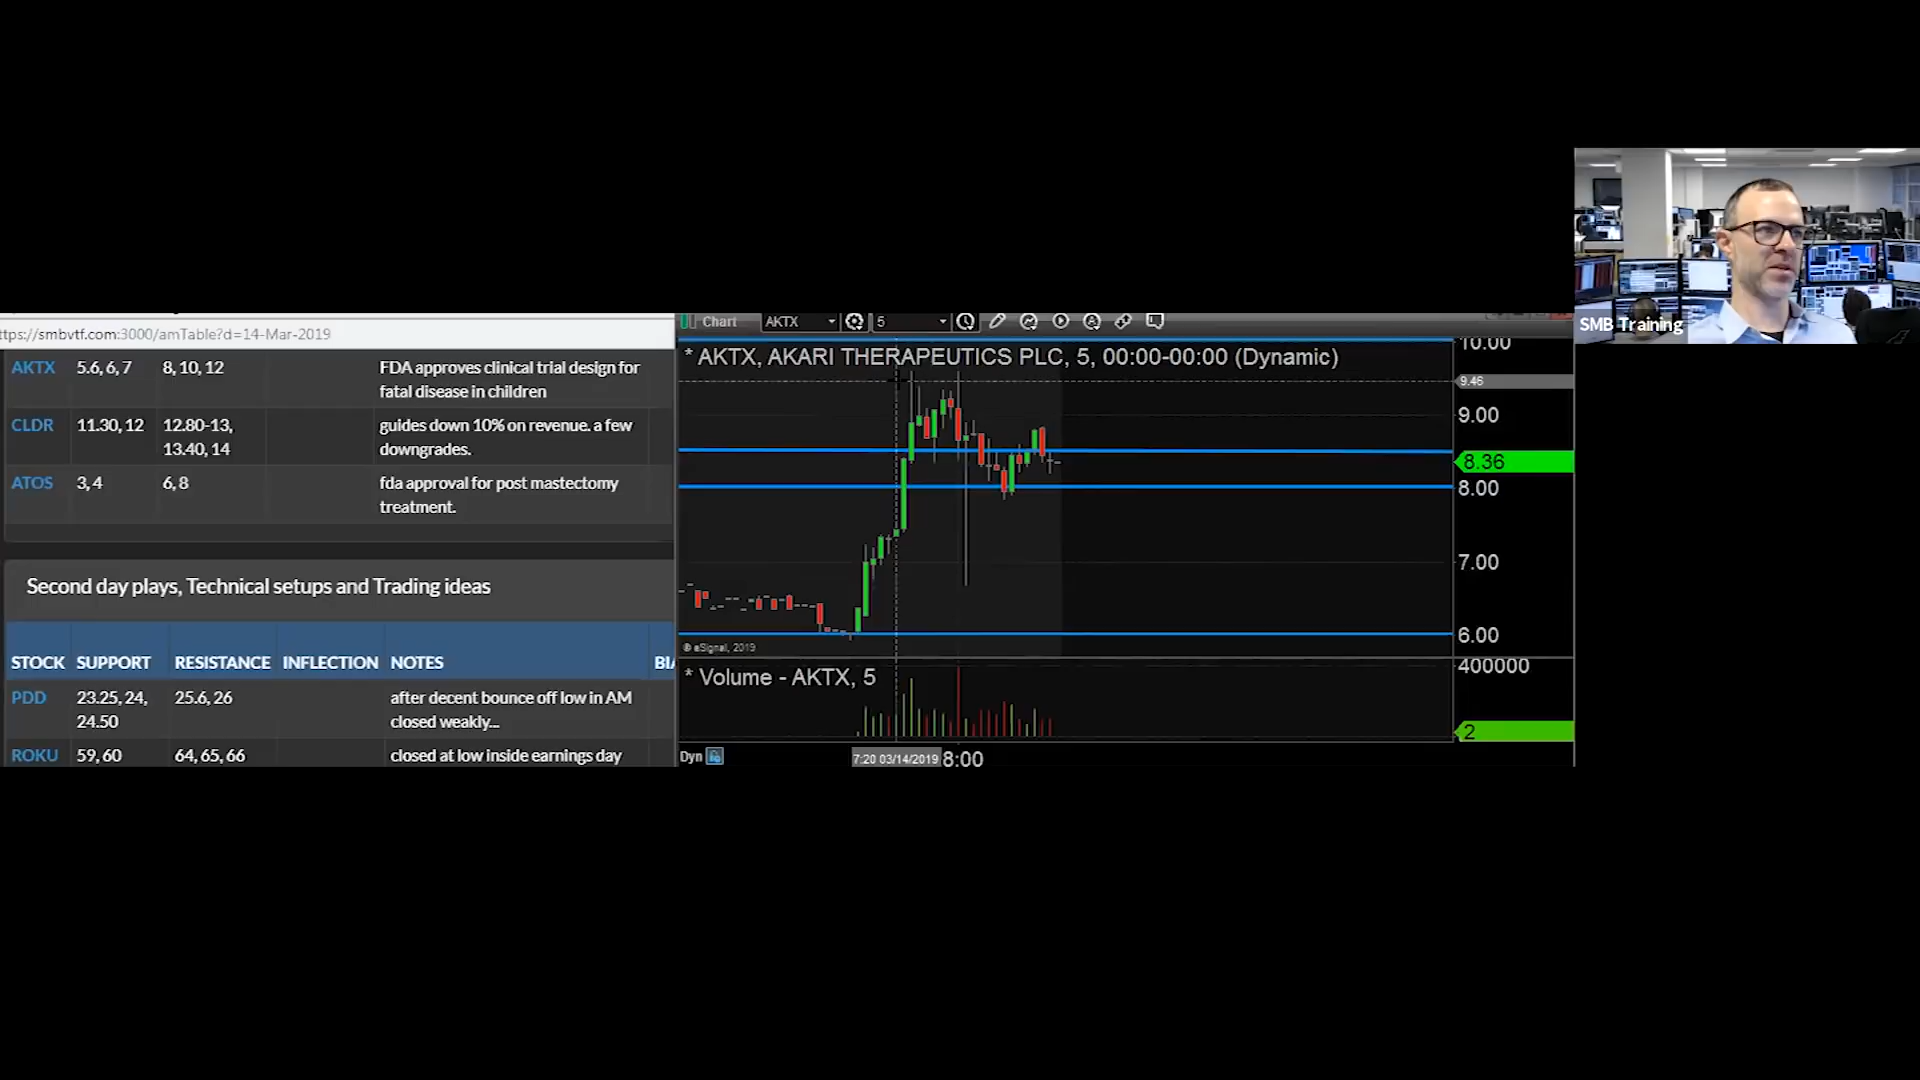 ttps://smbvtf.com:3000/amTable?d=14-Mar-2019
AKTX 5.6, 6, 7 8, 10, 12 FDA approves clinical trial design for
fatal disease in children
CLDR 11.30, 12 12.80-13, guides down 10% on revenue. a few
13.40, 14 downgrades.
ATOS 3, 4 6, 8 fda approval for post mastectomy
treatment.
Second day plays, Technical setups and Trading ideas
STOCK SUPPORT RESISTANCE INFLECTION NOTES BIA
PDD 23.25, 24, 25.6, 26 after decent bounce off low in AM
24.50 closed weakly...
ROKU 59, 60 64, 65, 66 closed at low inside earnings day
Chart AKTX 5
* AKTX, AKARI THERAPEUTICS PLC, 5, 00:00-00:00 (Dynamic)
10.00
9.46
9.00
8.36
8.00
7.00
6.00
© eSignal, 2019
* Volume - AKTX, 5
400000
2
Dyn
7:20 03/14/2019 8:00
SMB Training